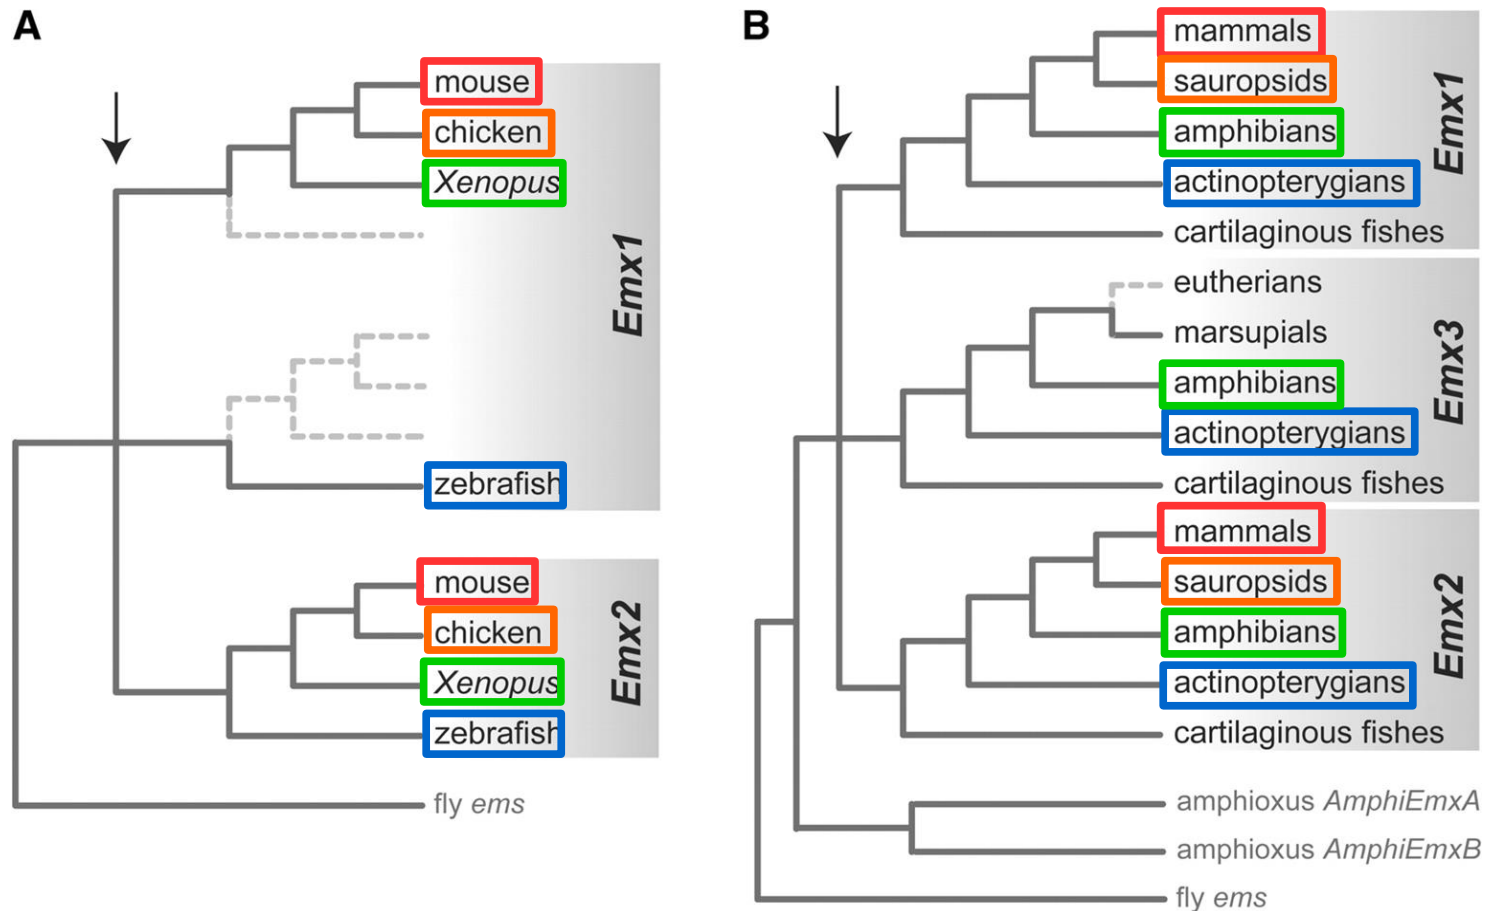 A
mouse
chicken
Xenopus
Emx1
zebrafish
mouse
chicken
Xenopus
zebrafish
Emx2
fly ems
B
mammals
sauropsids
amphibians
actinopterygians
cartilaginous fishes
Emx1
eutherians
marsupials
amphibians
actinopterygians
cartilaginous fishes
Emx3
mammals
sauropsids
amphibians
actinopterygians
cartilaginous fishes
Emx2
amphioxus AmphiEmxA
amphioxus AmphiEmxB
fly ems